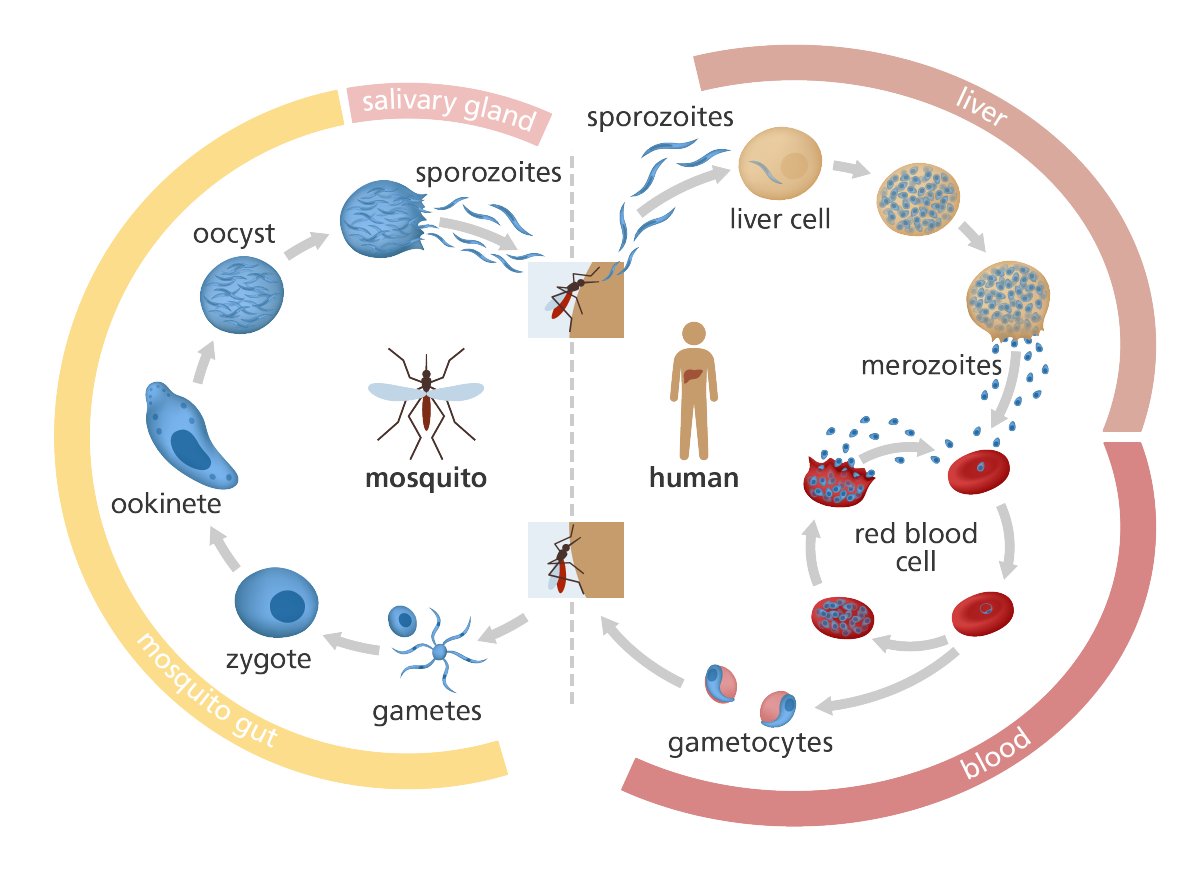 salivary gland
sporozoites
oocyst
ookinete
zygote
gametes
mosquito gut
mosquito
sporozoites
liver
liver cell
merozoites
human
red blood
cell
gametocytes
blood